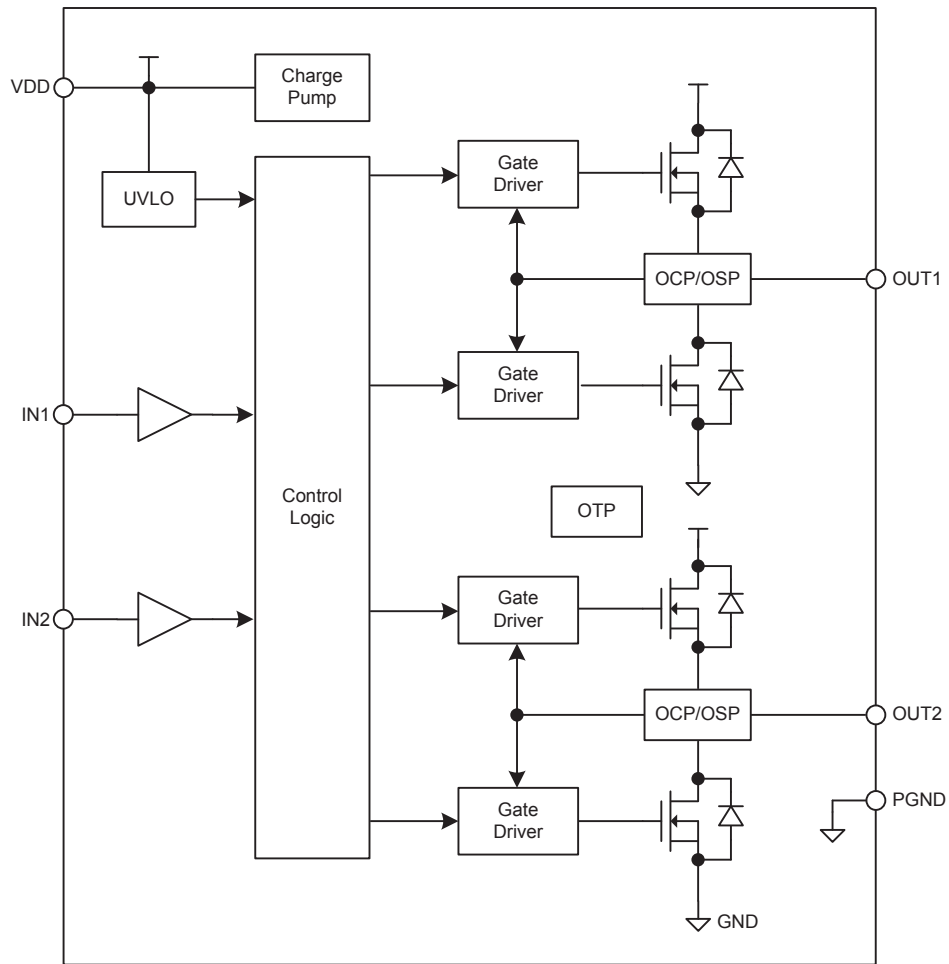 VDD
Charge
Pump
UVLO
Gate
Driver
OCP/OSP
OUT1
Gate
Driver
IN1
Control
Logic
OTP
IN2
Gate
Driver
OCP/OSP
OUT2
Gate
Driver
PGND
GND